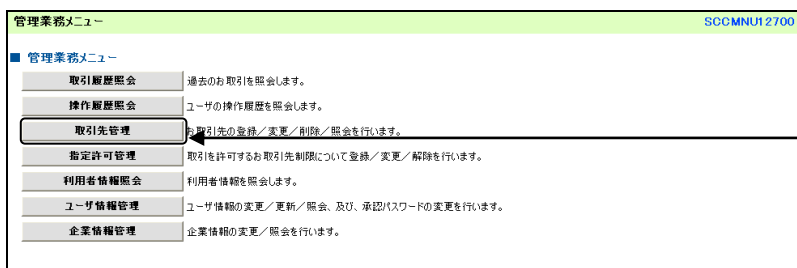 管理業務メニュー SCCMNU12700
■ 管理業務メニュー
取引履歴照会 過去のお取引を照会します。
操作履歴照会 ユーザの操作履歴を照会します。
取引先管理 お取引先の登録／変更／削除／照会を行います。
指定許可管理 取引を許可するお取引先制限について登録／変更／解除を行います。
利用者情報照会 利用者情報を照会します。
ユーザ情報管理 ユーザ情報の変更／更新／照会、及び、承認パスワードの変更を行います。
企業情報管理 企業情報の変更／照会を行います。